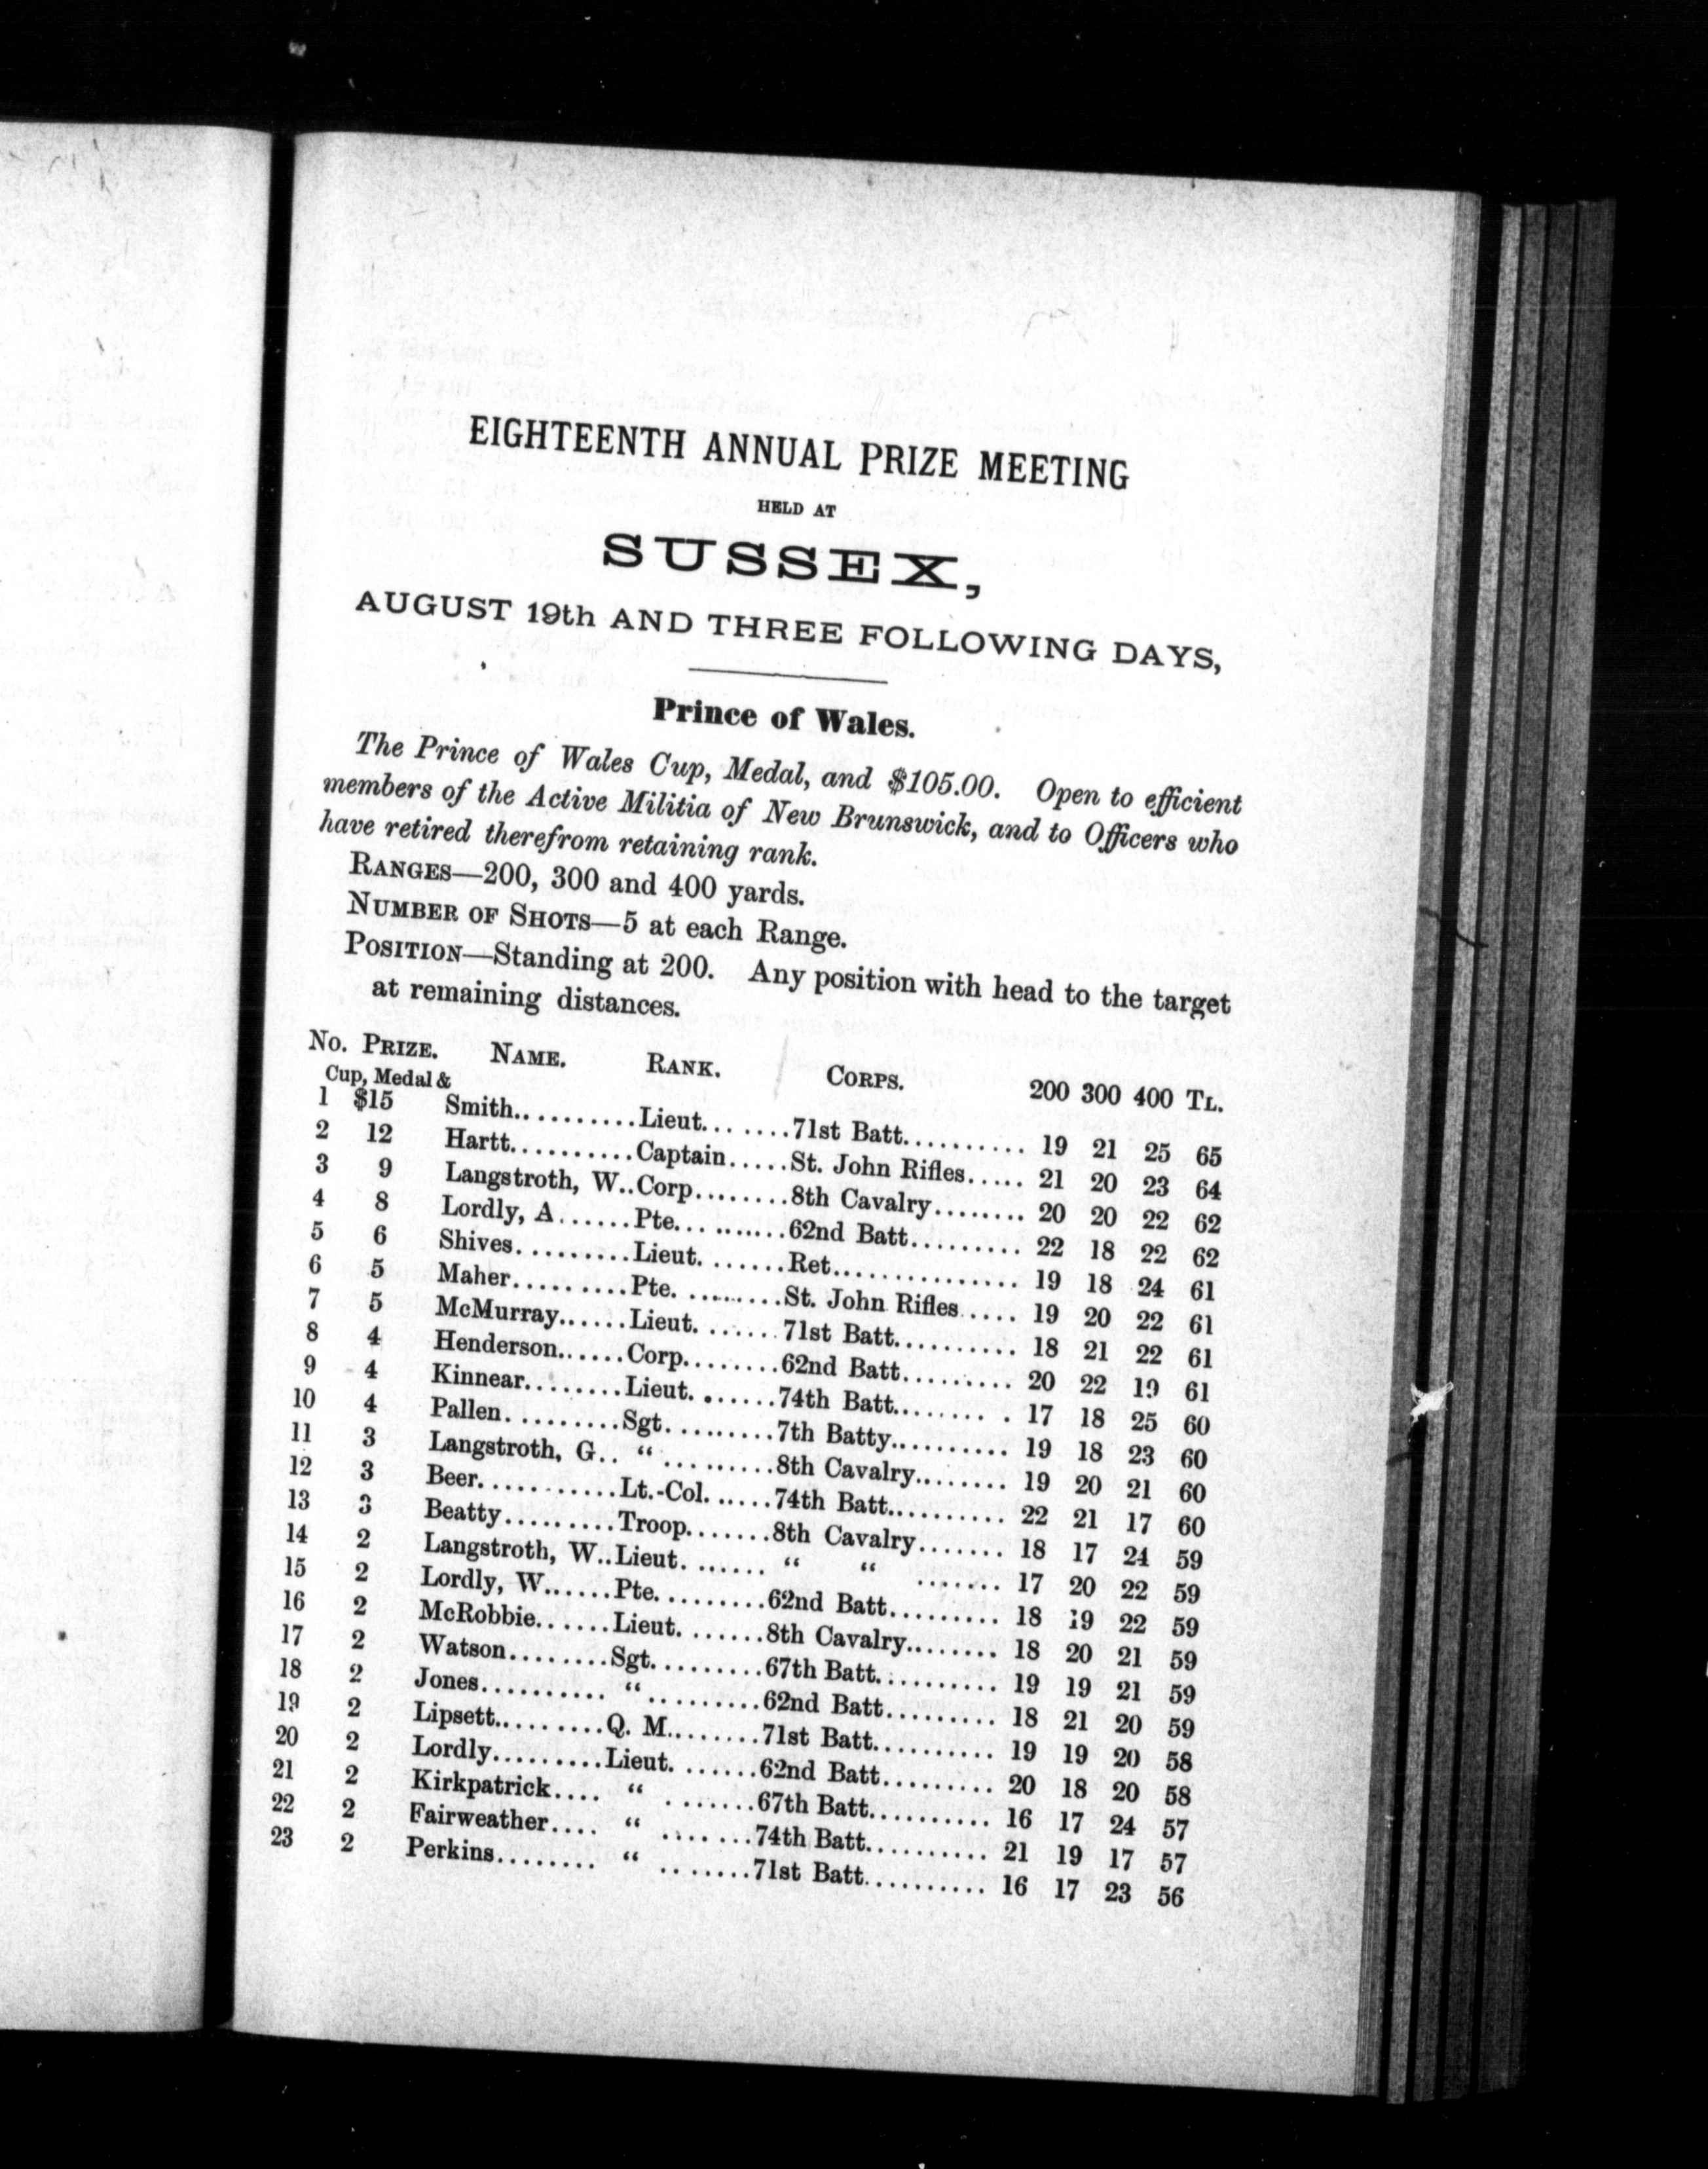 EIGHTEENTH ANNUAL PRIZE MEETING
HELD AT
SUSSEX,
AUGUST 19th AND THREE FOLLOWING DAYS,
Prince of Wales.
The Prince of Wales Cup, Medal, and $105.00. Open to efficient
members of the Active Militia of New Brunswick, and to Officers who
have retired therefrom retaining rank.
RANGES—200, 300 and 400 yards.
NUMBER OF SHOTS—5 at each Range.
POSITION—Standing at 200. Any position with head to the target
at remaining distances.
No. PRIZE. NAME. RANK. CORPS. 200 300 400 TL.
Cup, Medal &
1 $15 Smith..........Lieut.......71st Batt.......... 19 21 25 65
2 12 Hartt..........Captain.....St. John Rifles..... 21 20 23 64
3 9 Langstroth, W..Corp........8th Cavalry........ 20 20 22 62
4 8 Lordly, A......Pte.........62nd Batt......... 22 18 22 62
5 6 Shives.........Lieut.......Ret............... 19 18 24 61
6 5 Maher.........Pte.........St. John Rifles..... 19 20 22 61
7 5 McMurray......Lieut.......71st Batt.......... 18 21 22 61
8 4 Henderson......Corp........62nd Batt......... 20 22 19 61
9 4 Kinnear........Lieut.......74th Batt......... 17 18 25 60
10 4 Pallen.........Sgt.........7th Batty.......... 19 18 23 60
11 3 Langstroth, G.. “.........8th Cavalry........ 19 20 21 60
12 3 Beer...........Lt.-Col......74th Batt.......... 22 21 17 60
13 3 Beatty.........Troop.......8th Cavalry....... 18 17 24 59
14 2 Langstroth, W..Lieut....... “ “ ....... 17 20 22 59
15 2 Lordly, W......Pte.........62nd Batt......... 18 19 22 59
16 2 McRobbie......Lieut.......8th Cavalry........ 18 20 21 59
17 2 Watson........Sgt.........67th Batt.......... 19 19 21 59
18 2 Jones.......... “.........62nd Batt......... 18 21 20 59
19 2 Lipsett.........Q. M........71st Batt.......... 19 19 20 58
20 2 Lordly.........Lieut.......62nd Batt......... 20 18 20 58
21 2 Kirkpatrick.... “ .......67th Batt.......... 16 17 24 57
22 2 Fairweather.... “ .......74th Batt.......... 21 19 17 57
23 2 Perkins........ “ .......71st Batt.......... 16 17 23 56